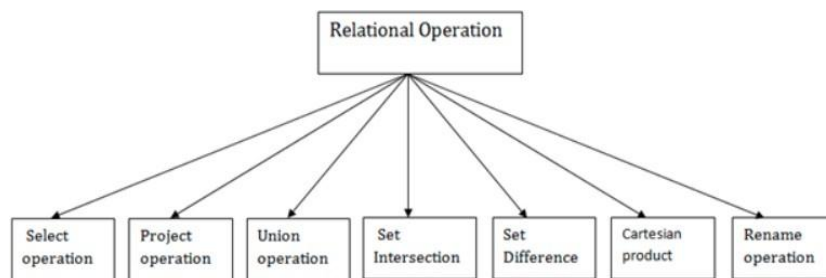 Relational Operation
Select
operation
Project
operation
Union
operation
Set
Intersection
Set
Difference
Cartesian
product
Rename
operation